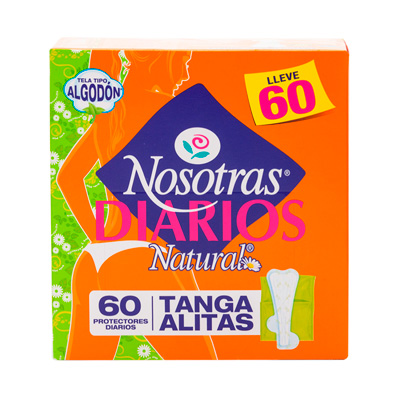 TELA TIPO
ALGODÓN
LLEVE
60
Nosotras®
DIARIOS
Natural®
60
PROTECTORES
DIARIOS
TANGA
ALITAS